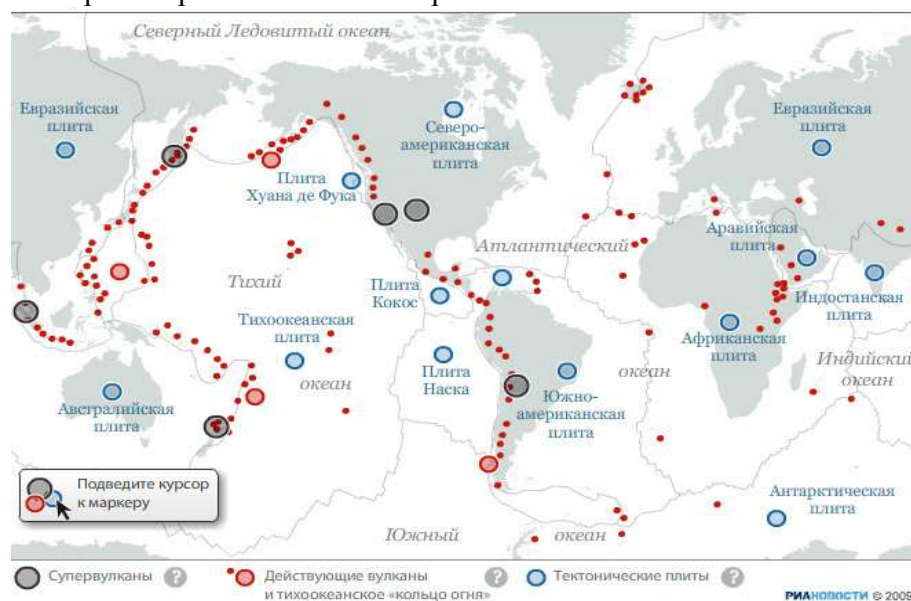 Северный Ледовитый океан
Евразийская
плита
Северо-
американская
плита
Евразийская
плита
Плита
Хуана де Фука
Атлантический
Аравийская
плита
Тихий
Плита
Кокос
Индостанская
плита
Тихоокеанская
плита
Африканская
плита
Индийский
океан
Плита
Наска
океан
океан
Австралийская
плита
Южно-
американская
плита
Подведите курсор
к маркеру
Антарктическая
плита
Южный океан
Супервулканы ?
Действующие вулканы
и тихоокеанское «кольцо огня» ?
Тектонические плиты ?
РИАНОВОСТИ © 2009